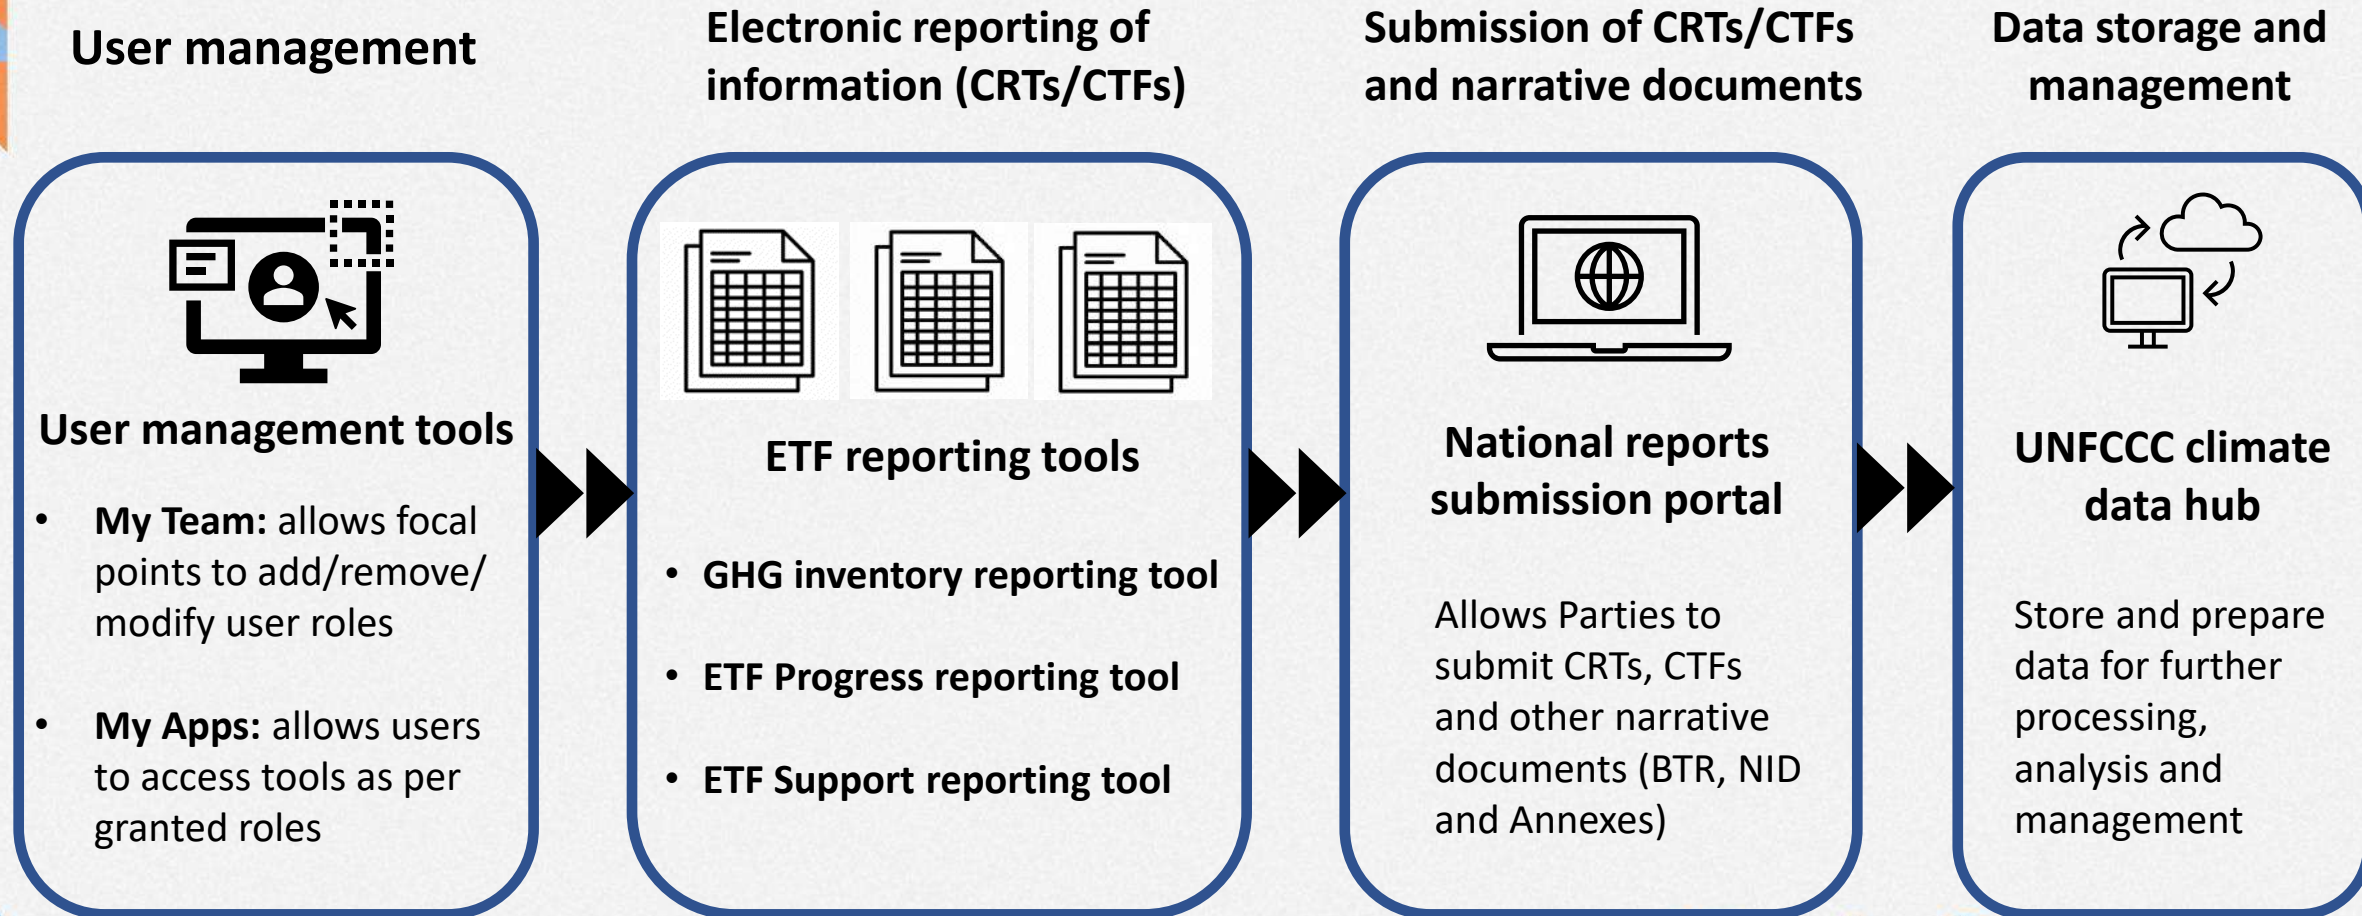 User management
Electronic reporting of
information (CRTs/CTFs)
Submission of CRTs/CTFs
and narrative documents
Data storage and
management
User management tools
• My Team: allows focal
points to add/remove/
modify user roles
• My Apps: allows users
to access tools as per
granted roles
ETF reporting tools
• GHG inventory reporting tool
• ETF Progress reporting tool
• ETF Support reporting tool
National reports
submission portal
Allows Parties to
submit CRTs, CTFs
and other narrative
documents (BTR, NID
and Annexes)
UNFCCC climate
data hub
Store and prepare
data for further
processing,
analysis and
management